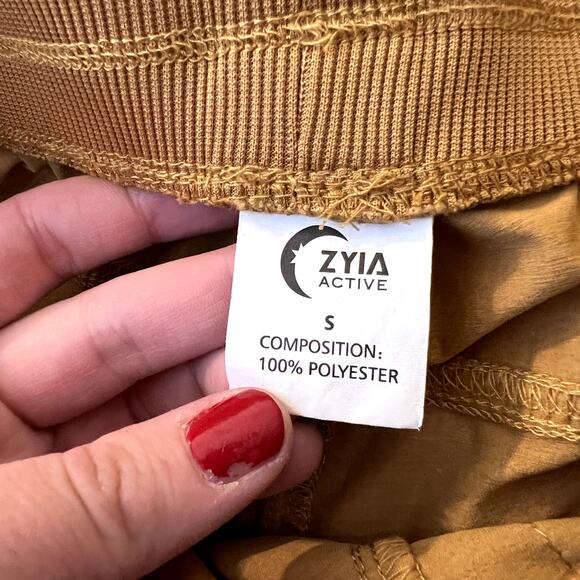 ZYIA
ACTIVE
S
COMPOSITION:
100% POLYESTER